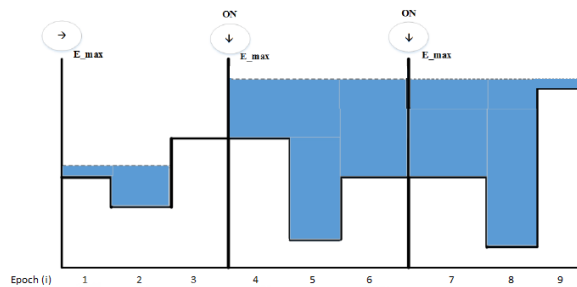 ON
ON
→
↓
↓
E_max
E_max
E_max
Epoch (i) 1 2 3 4 5 6 7 8 9